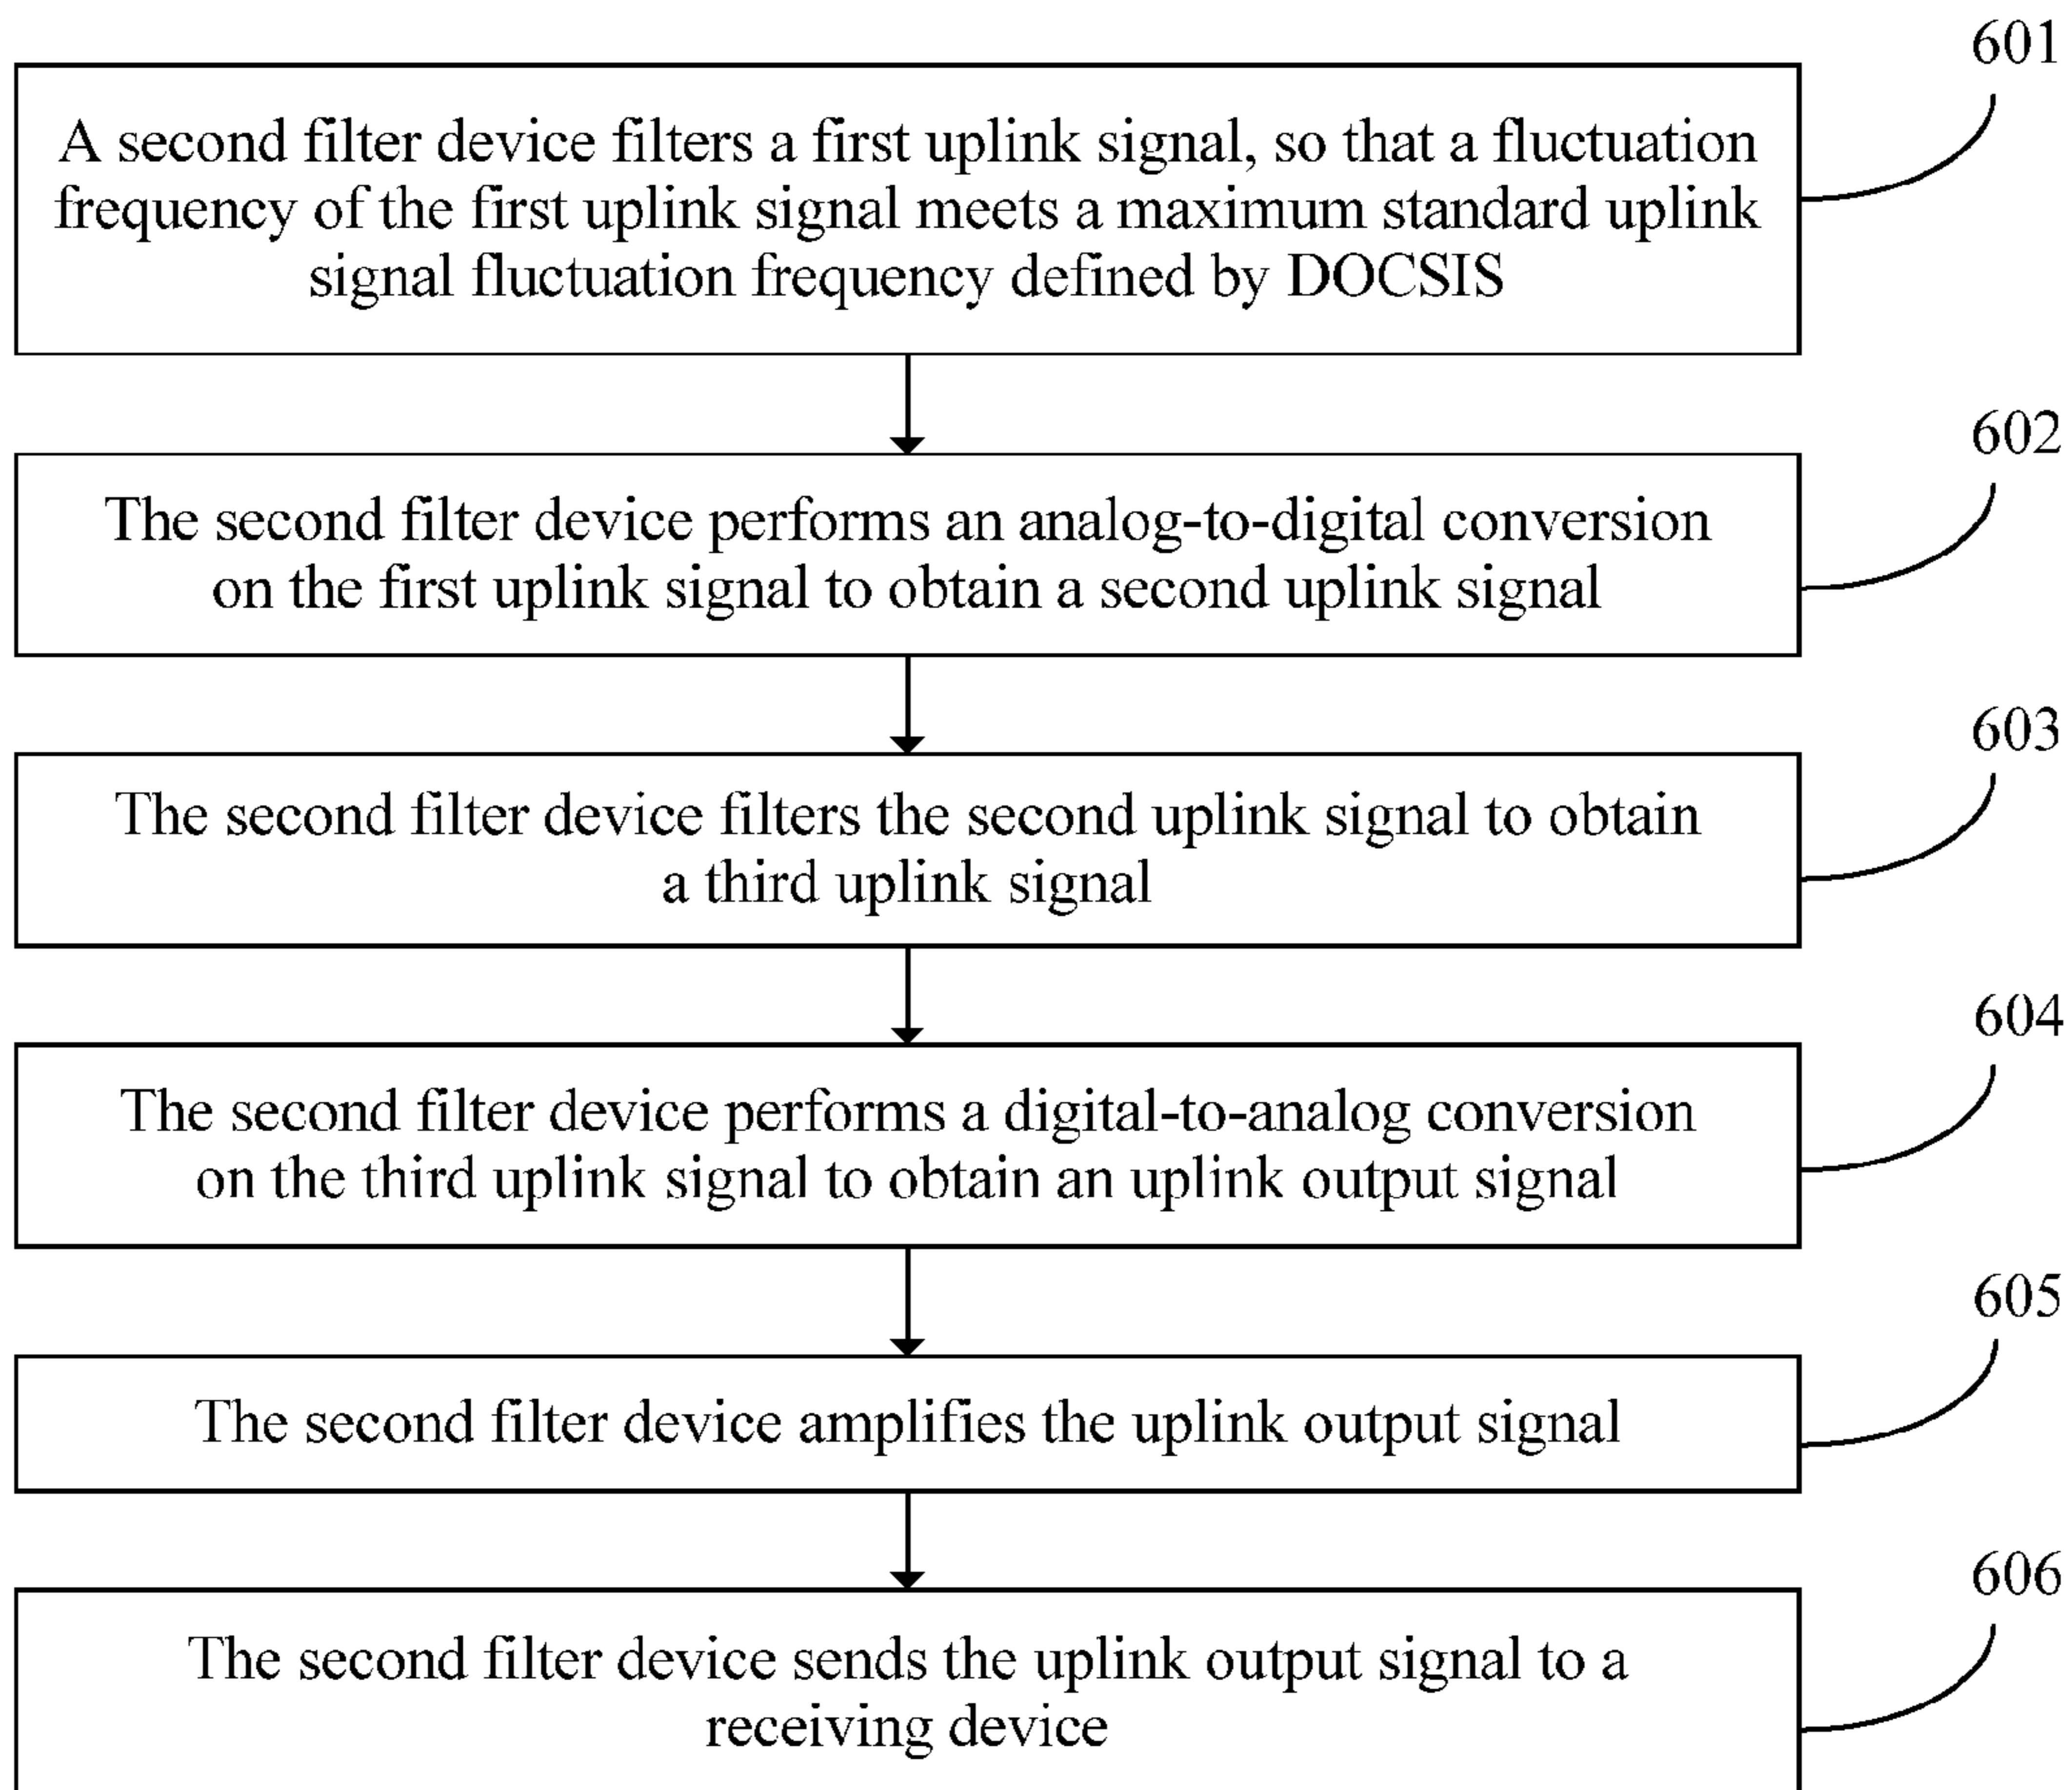 601
A second filter device filters a first uplink signal, so that a fluctuation
frequency of the first uplink signal meets a maximum standard uplink
signal fluctuation frequency defined by DOCSIS
602
The second filter device performs an analog-to-digital conversion
on the first uplink signal to obtain a second uplink signal
603
The second filter device filters the second uplink signal to obtain
a third uplink signal
604
The second filter device performs a digital-to-analog conversion
on the third uplink signal to obtain an uplink output signal
605
The second filter device amplifies the uplink output signal
606
The second filter device sends the uplink output signal to a
receiving device